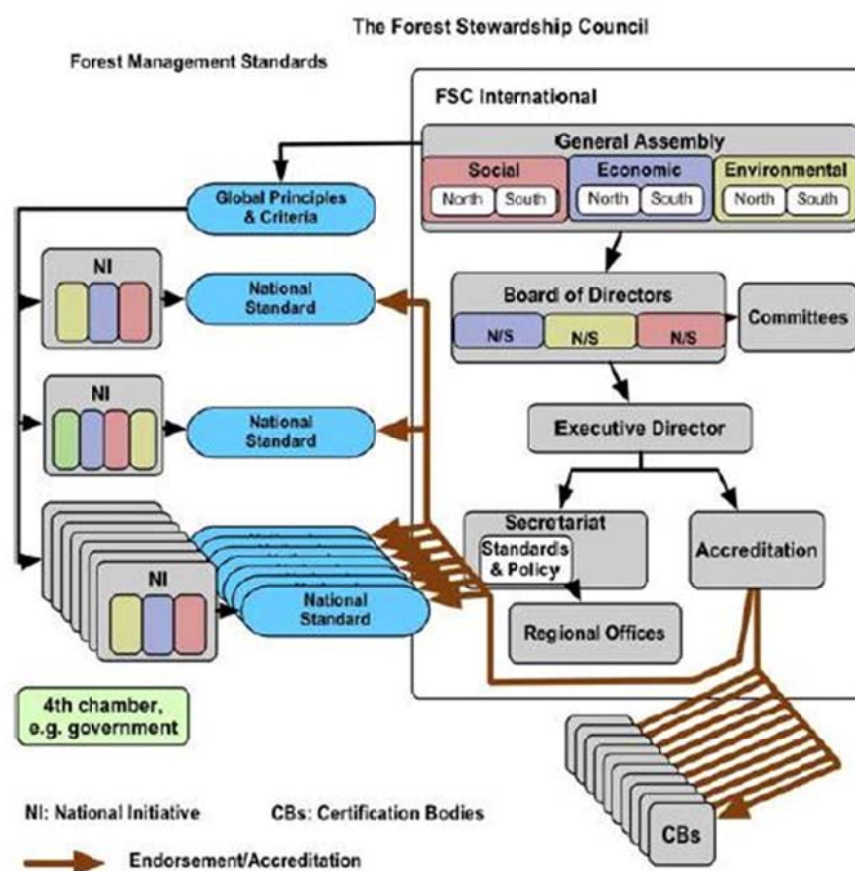 The Forest Stewardship Council
Forest Management Standards
FSC International
General Assembly
Social
Economic
Environmental
North
South
North
South
North
South
Global Principles
& Criteria
NI
National
Standard
Board of Directors
N/S
N/S
N/S
Committees
NI
National
Standard
Executive Director
Secretariat
Standards
& Policy
Accreditation
NI
National
Standard
Regional Offices
4th chamber,
e.g. government
CBs
NI: National Initiative
CBs: Certification Bodies
Endorsement/Accreditation